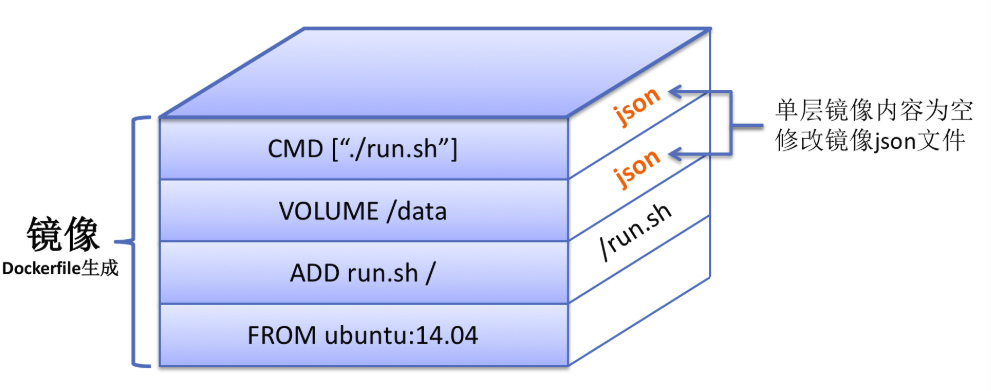 json
CMD [“./run.sh”]
单层镜像内容为空
修改镜像json文件
json
VOLUME /data
/run.sh
镜像
Dockerfile生成
ADD run.sh /
FROM ubuntu:14.04